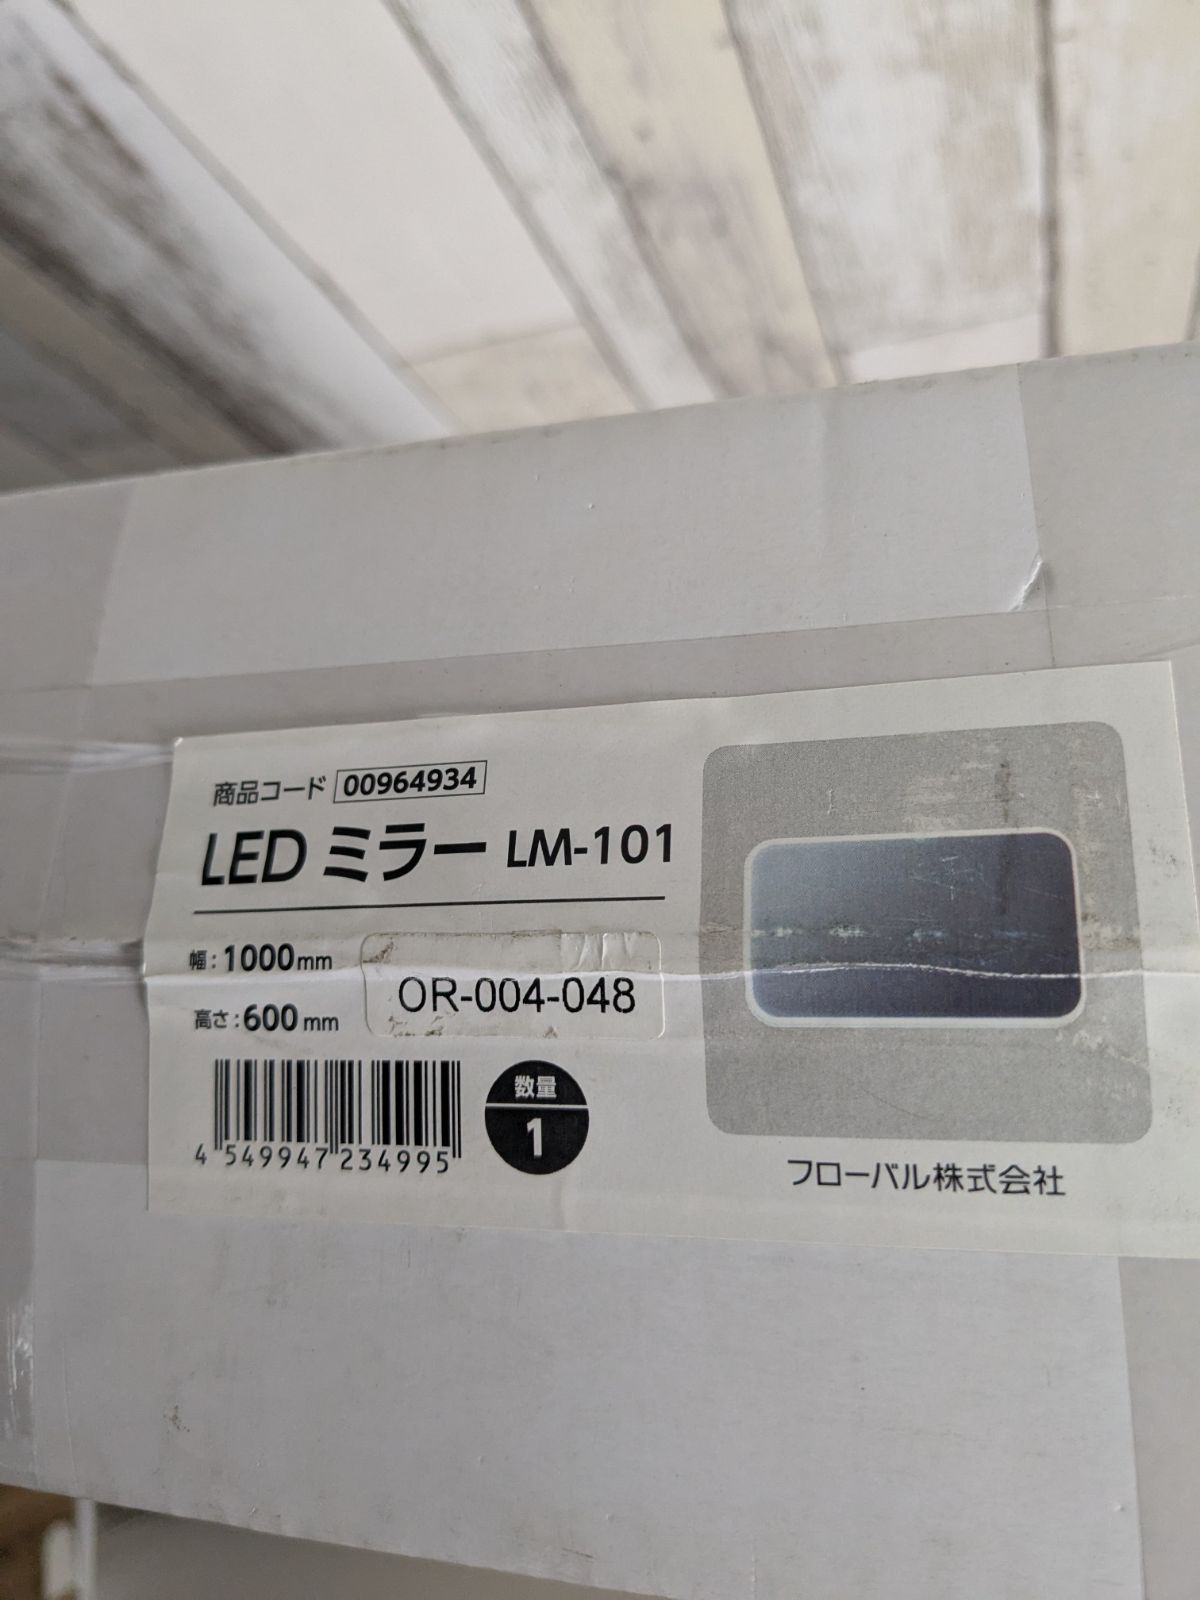 商品コード 00964934
LED ミラー LM-101
幅：1000mm
高さ：600mm
OR-004-048
4 549947 234995
数量
1
フローバル株式会社